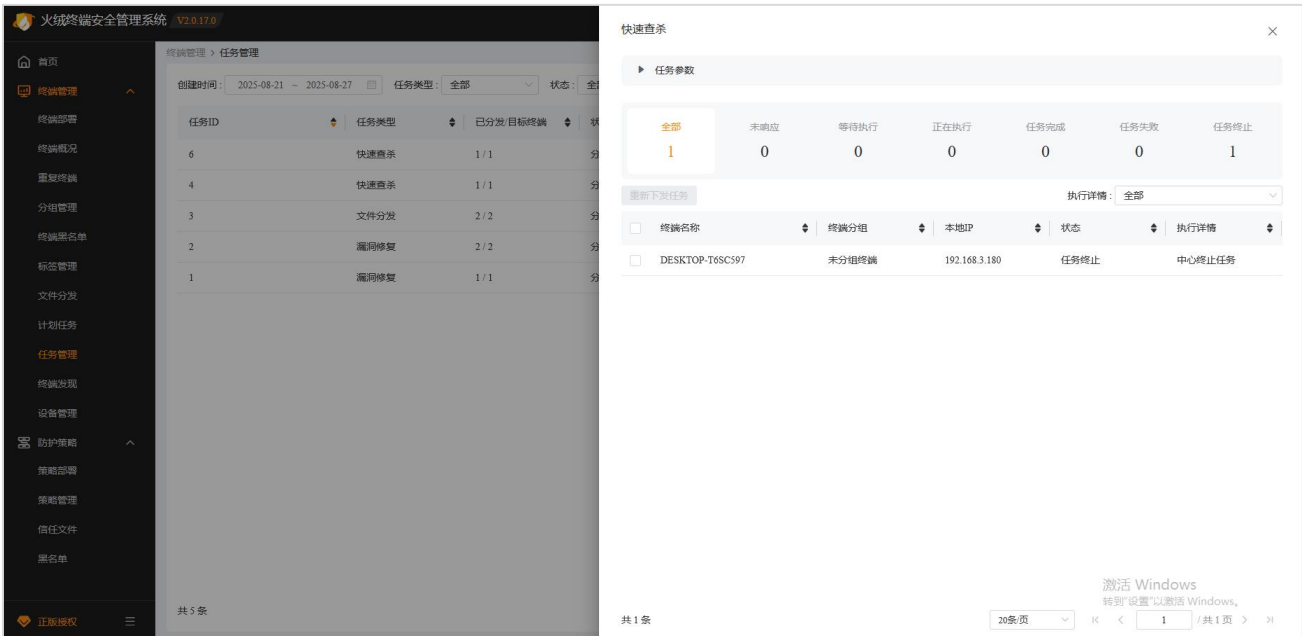 火绒终端安全管理系统 V2.0.17.0
首页
终端管理
终端部署
终端概况
重复终端
分组管理
终端黑名单
标签管理
文件分发
计划任务
任务管理
终端发现
设备管理
防护策略
策略部署
策略管理
信任文件
黑名单
正版授权
终端管理 > 任务管理
创建时间: 2025-08-21 ~ 2025-08-27 任务类型: 全部 状态:
任务ID 任务类型 已分发/目标终端
6 快速查杀 1 / 1 分
4 快速查杀 1 / 1 分
3 文件分发 2 / 2 分
2 漏洞修复 2 / 2 分
1 漏洞修复 1 / 1 分
共 5 条
快速查杀
任务参数
全部 未响应 等待执行 正在执行 任务完成 任务失败 任务终止
1 0 0 0 0 0 1
重新下发任务 执行详情: 全部
终端名称 终端分组 本地IP 状态 执行详情
DESKTOP-T6SC597 未分组终端 192.168.3.180 任务终止 中心终止任务
激活 Windows
转到"设置"以激活 Windows。
共 1 条 20条/页 1 / 共 1 页